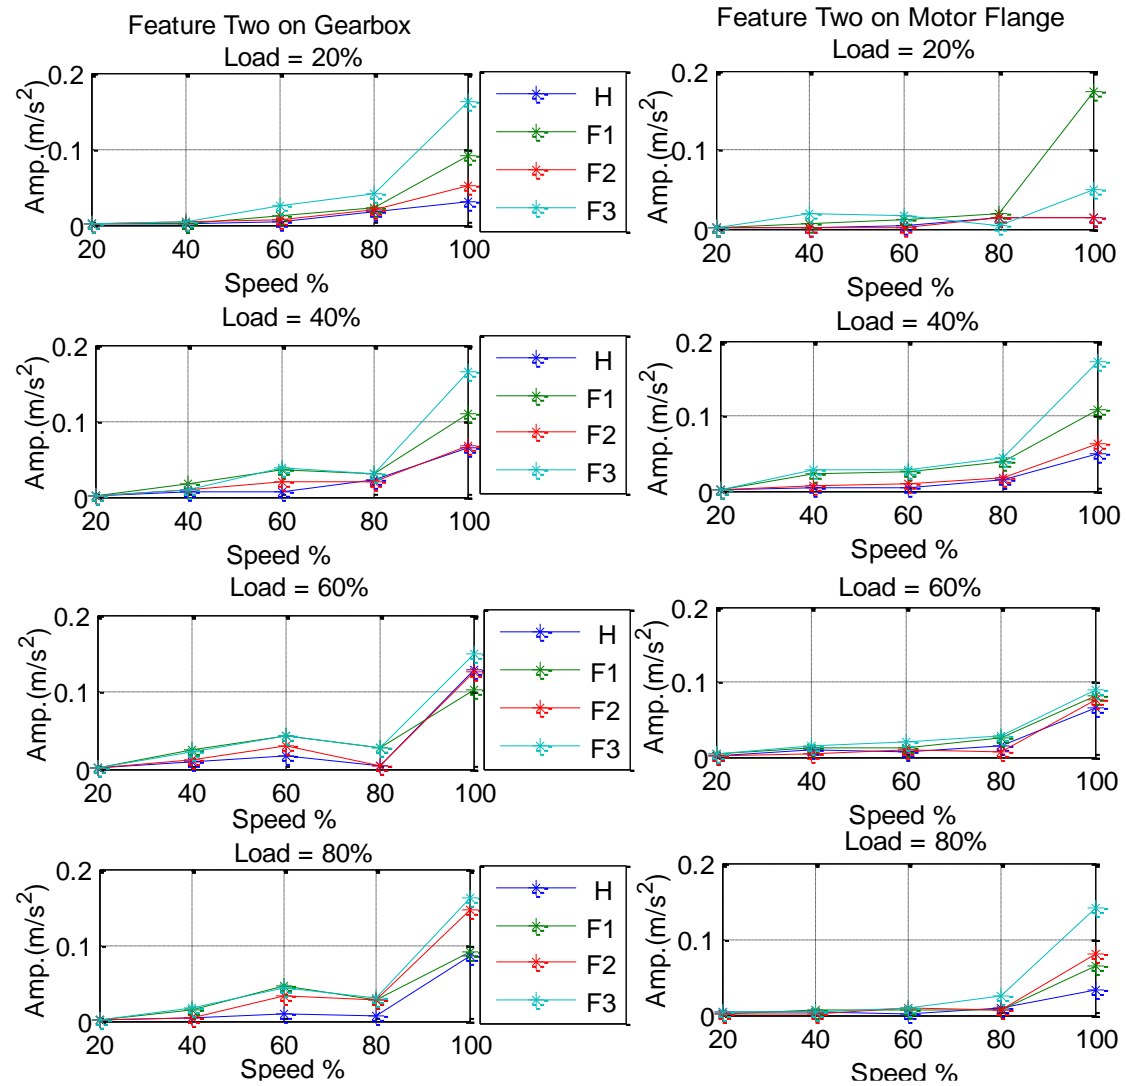 Feature Two on Gearbox
Load = 20%
0.2
0.1
0
Amp.(m/s2)
20 40 60 80 100
Speed %
H
F1
F2
F3
Feature Two on Motor Flange
Load = 20%
0.2
0.1
0
Amp.(m/s2)
20 40 60 80 100
Speed %
Load = 40%
0.2
0.1
0
Amp.(m/s2)
20 40 60 80 100
Speed %
H
F1
F2
F3
Load = 40%
0.2
0.1
0
Amp.(m/s2)
20 40 60 80 100
Speed %
Load = 60%
0.2
0.1
0
Amp.(m/s2)
20 40 60 80 100
Speed %
H
F1
F2
F3
Load = 60%
0.2
0.1
0
Amp.(m/s2)
20 40 60 80 100
Speed %
Load = 80%
0.2
0.1
0
Amp.(m/s2)
20 40 60 80 100
Speed %
H
F1
F2
F3
Load = 80%
0.2
0.1
0
Amp.(m/s2)
20 40 60 80 100
Speed %